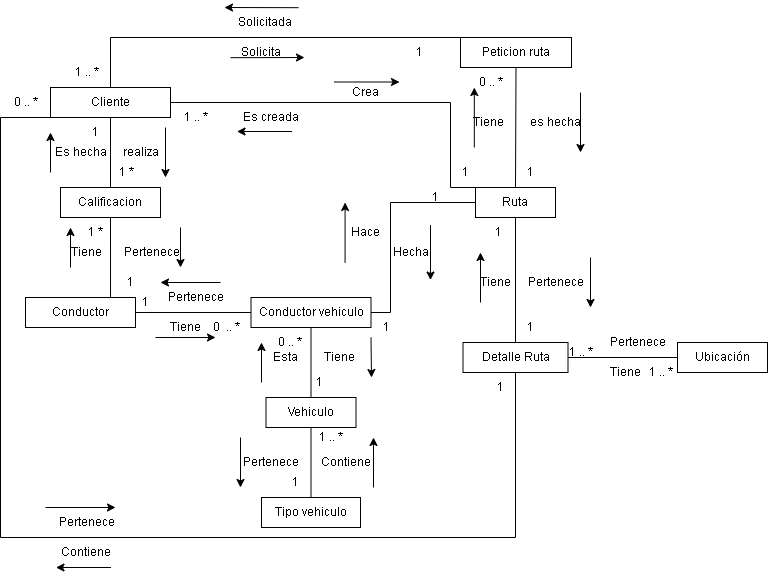 Solicitada
1 Peticion ruta
Solicita
1 .. * 0 .. *
Crea
0 .. * Cliente
1 .. * Es creada
Tiene es hecha
1
Es hecha realiza
1 * 1 1
1 Ruta
Calificacion
1 * Hace 1
Tiene Pertenece Hecha
1 Tiene Pertenece
Pertenece
1
Conductor Conductor vehiculo
Tiene 0 .. * 1 1
0 .. * Pertenece
Esta Tiene Detalle Ruta 1 .. * Ubicación
Tiene 1 .. *
1 1
Vehiculo
1 .. *
Pertenece Contiene
1
Tipo vehiculo
Pertenece
Contiene